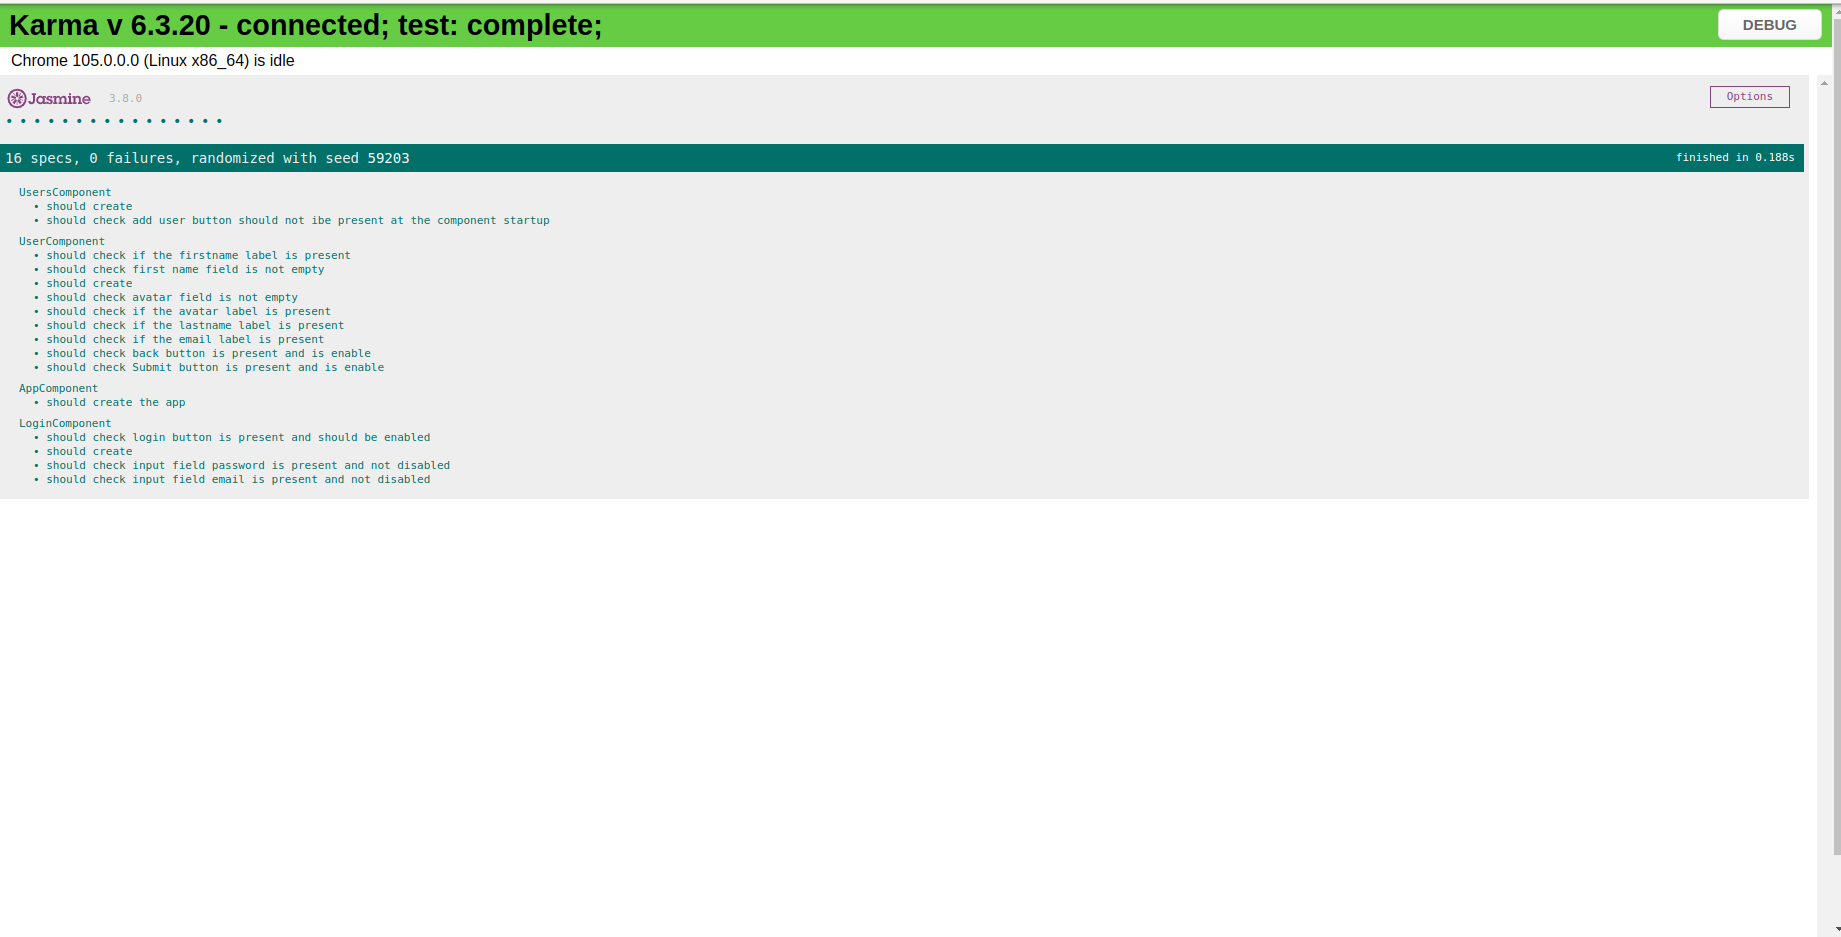 Karma v 6.3.20 - connected; test: complete;
DEBUG
Chrome 105.0.0.0 (Linux x86_64) is idle
Jasmine 3.8.0
Options
• • • • • • • • • • • • • • • •
16 specs, 0 failures, randomized with seed 59203
finished in 0.188s
UsersComponent
• should create
• should check add user button should not ibe present at the component startup
UserComponent
• should check if the firstname label is present
• should check first name field is not empty
• should create
• should check avatar field is not empty
• should check if the avatar label is present
• should check if the lastname label is present
• should check if the email label is present
• should check back button is present and is enable
• should check Submit button is present and is enable
AppComponent
• should create the app
LoginComponent
• should check login button is present and should be enabled
• should create
• should check input field password is present and not disabled
• should check input field email is present and not disabled